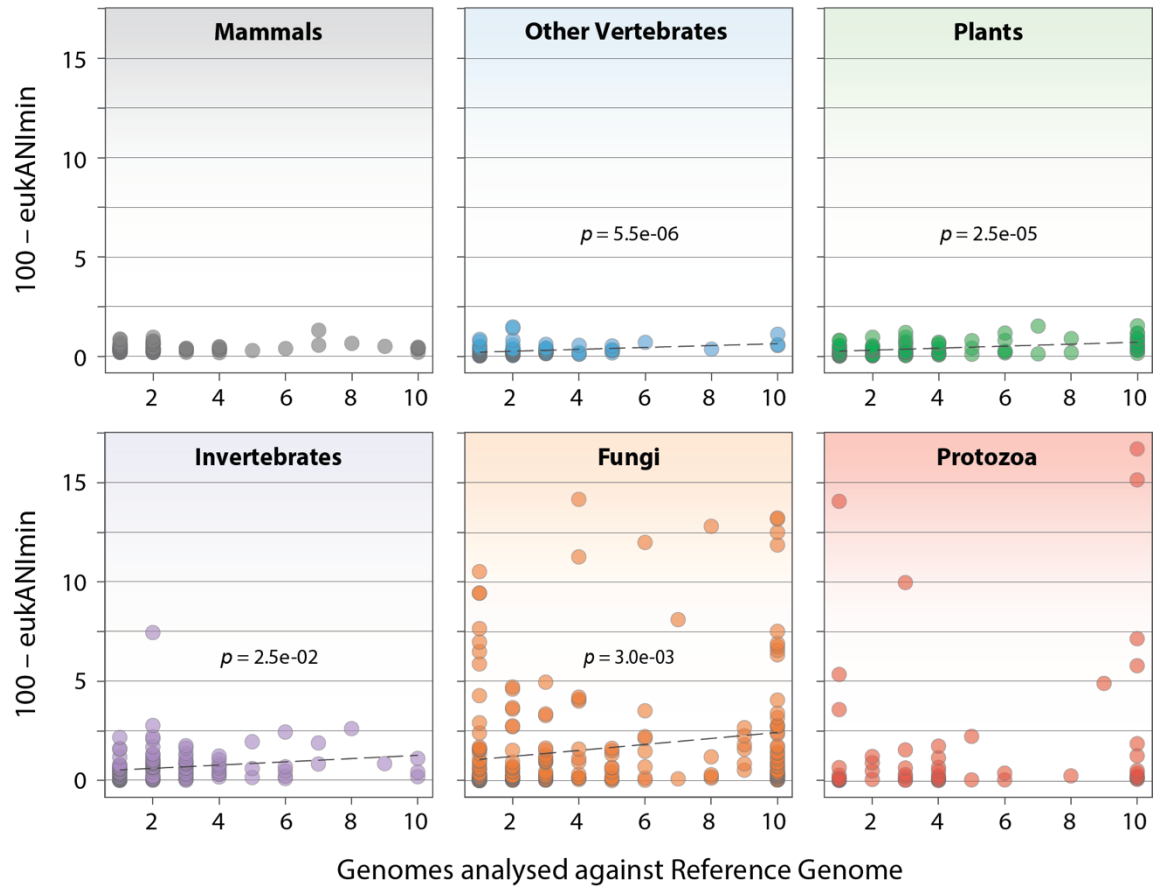 Mammals
Other Vertebrates
Plants
100 – eukANImin
15
10
5
0
p = 5.5e-06
p = 2.5e-05
2 4 6 8 10
2 4 6 8 10
2 4 6 8 10
Invertebrates
Fungi
Protozoa
100 – eukANImin
15
10
5
0
p = 2.5e-02
p = 3.0e-03
2 4 6 8 10
2 4 6 8 10
2 4 6 8 10
Genomes analysed against Reference Genome